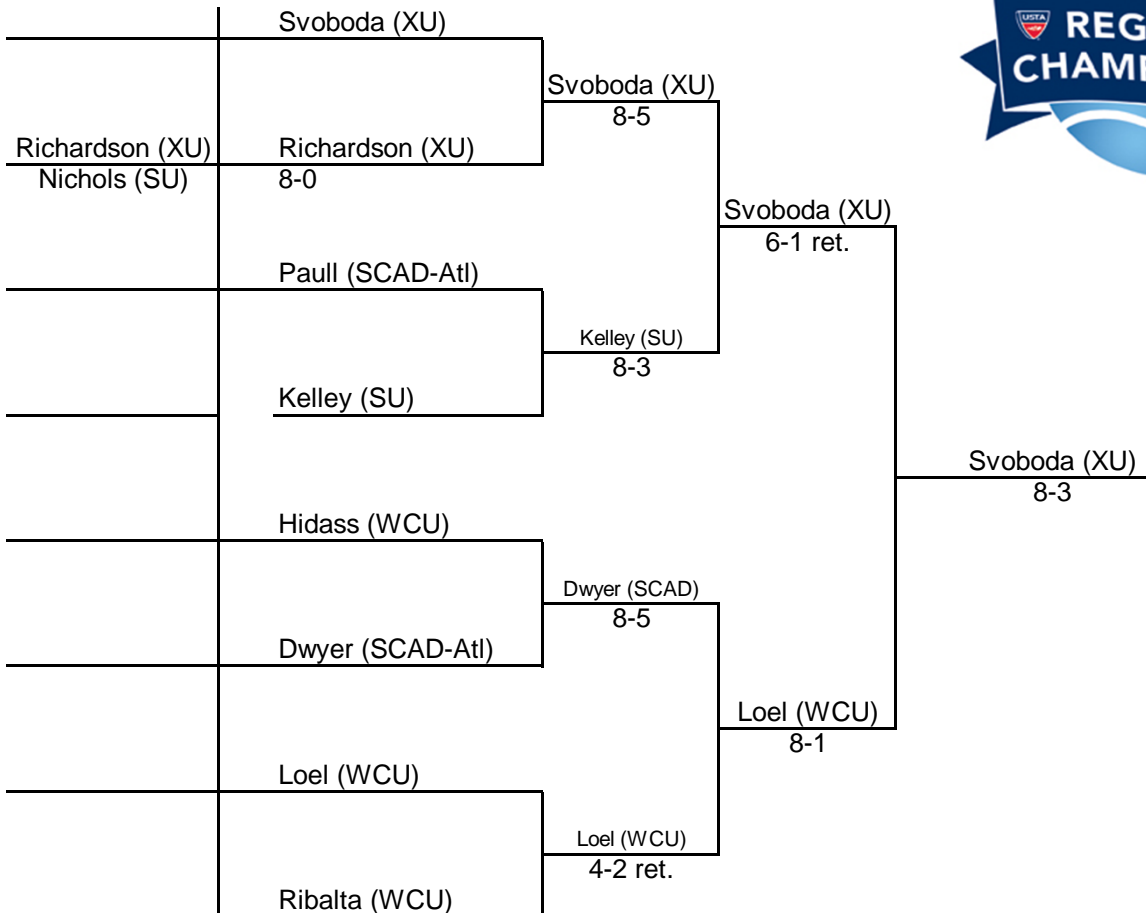 Svoboda (XU)
USTA
REG
CHAMP
Svoboda (XU)
8-5
Richardson (XU)
Richardson (XU)
Nichols (SU)
8-0
Svoboda (XU)
6-1 ret.
Paull (SCAD-Atl)
Kelley (SU)
8-3
Kelley (SU)
Svoboda (XU)
8-3
Hidass (WCU)
Dwyer (SCAD)
8-5
Dwyer (SCAD-Atl)
Loel (WCU)
8-1
Loel (WCU)
Loel (WCU)
4-2 ret.
Ribalta (WCU)